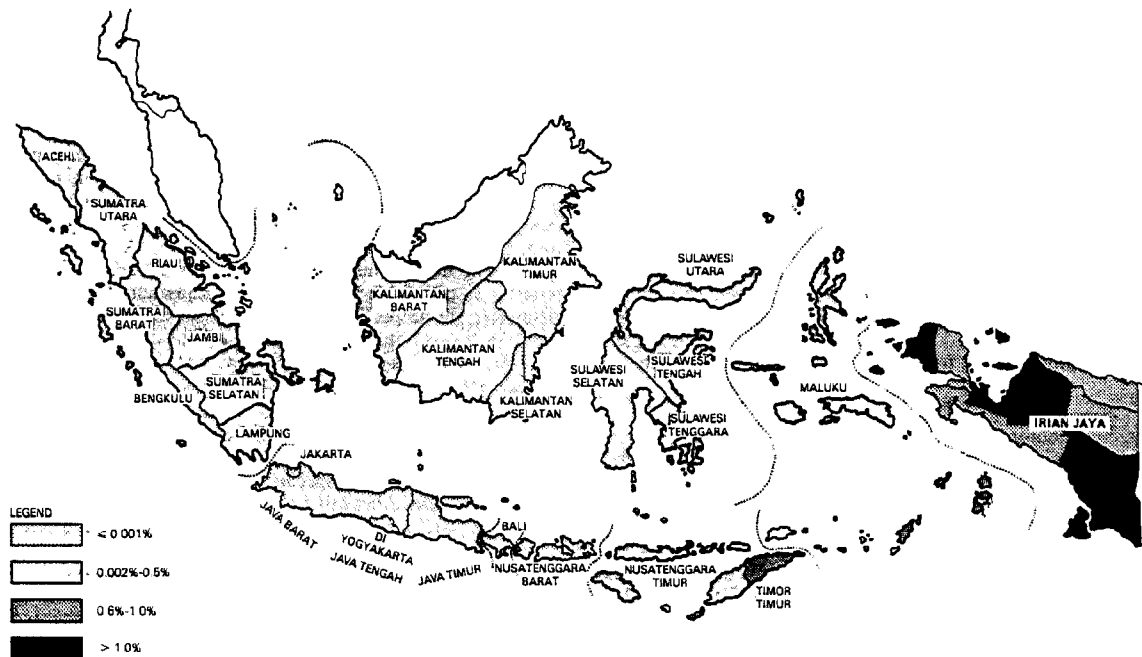 ACEH
SUMATRA
UTARA
RIAU
SUMATRA
BARAT
JAMBI
SUMATRA
SELATAN
BENGKULU
LAMPUNG
JAKARTA
JAVA BARAT
DI
YOGYAKARTA
JAVA TENGAH
JAVA TIMUR
BALI
NUSATENGGARA
BARAT
NUSATENGGARA
TIMUR
TIMOR
TIMUR
KALIMANTAN
BARAT
KALIMANTAN
TENGAH
KALIMANTAN
TIMUR
KALIMANTAN
SELATAN
SULAWESI
UTARA
SULAWESI
TENGAH
SULAWESI
SELATAN
SULAWESI
TENGGARA
MALUKU
IRIAN JAYA
LEGEND
≤ 0.001%
0.002%-0.5%
0.6%-1.0%
> 1.0%